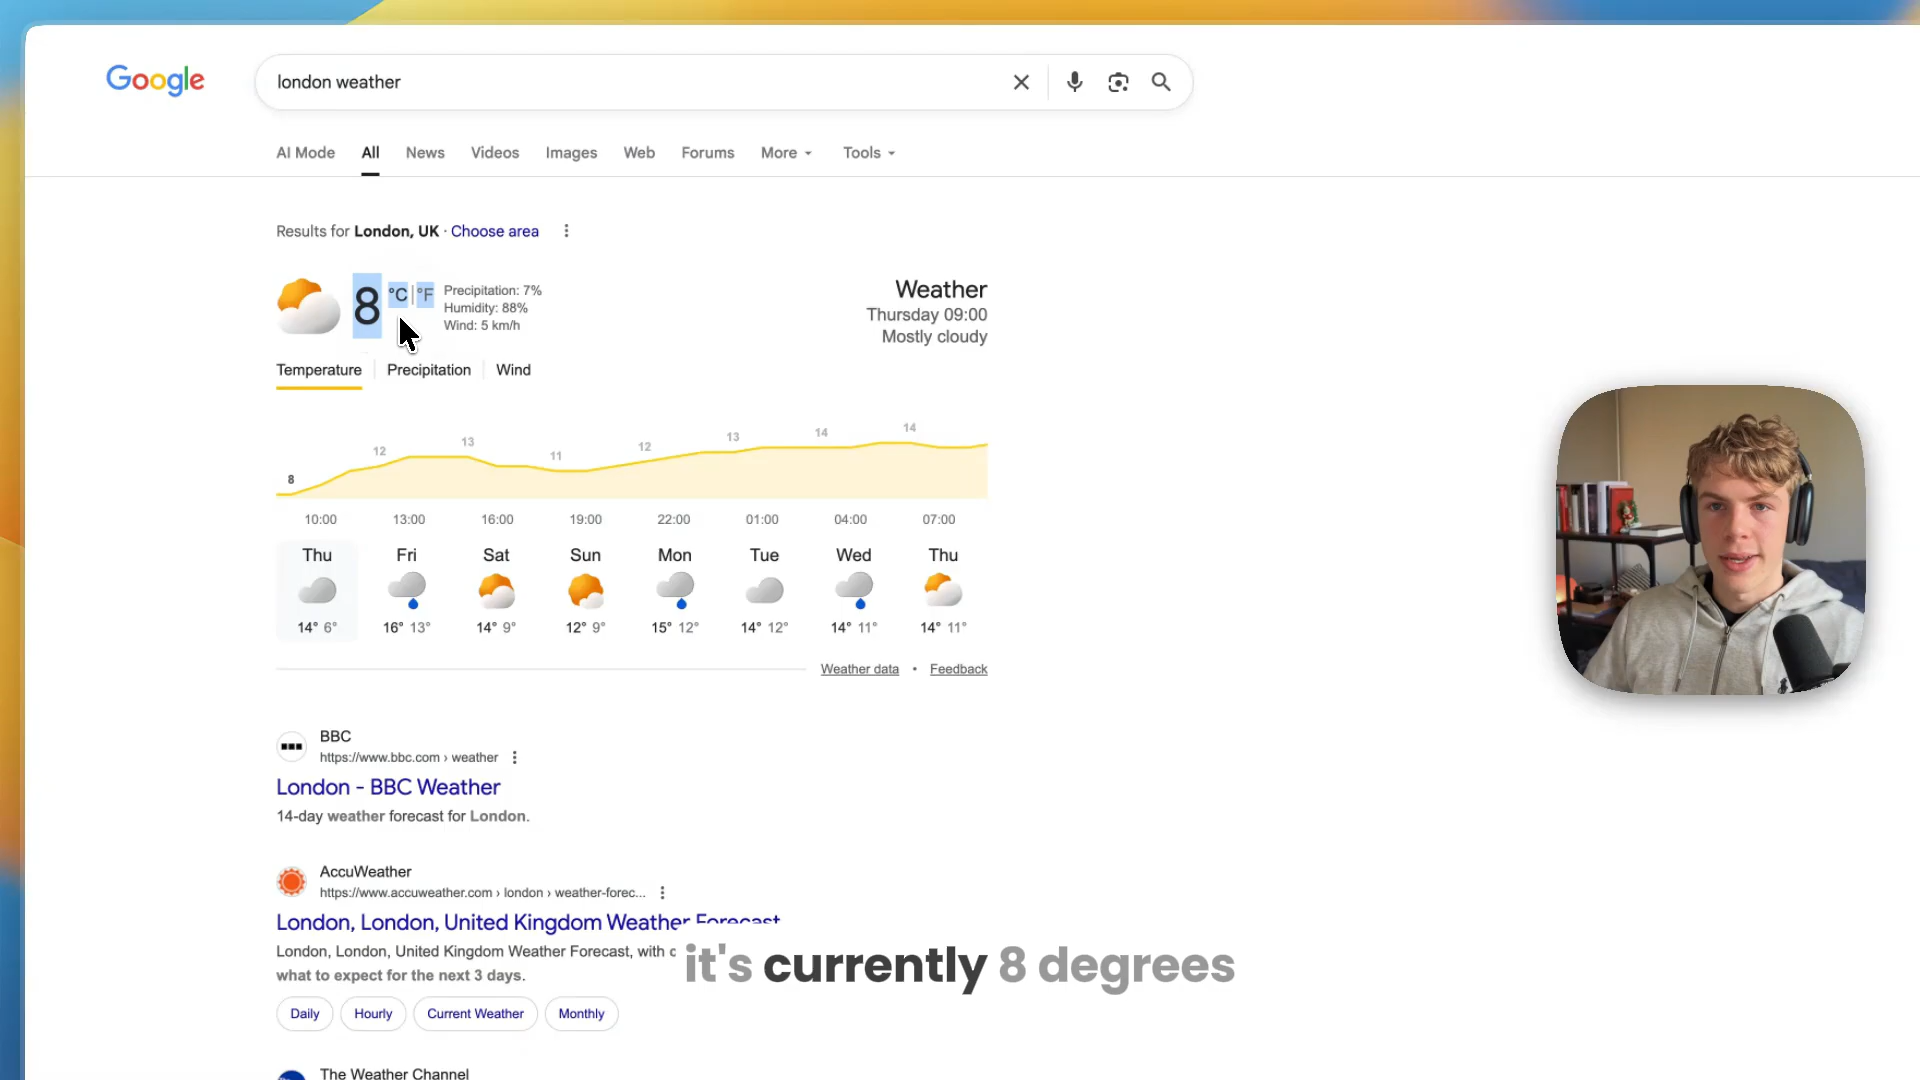 Google
london weather
AI Mode
All
News
Videos
Images
Web
Forums
More
Tools
Results for London, UK · Choose area
8 °C | °F
Precipitation: 7%
Humidity: 88%
Wind: 5 km/h
Weather
Thursday 09:00
Mostly cloudy
Temperature
Precipitation
Wind
8 12 13 11 12 13 14 14
10:00 13:00 16:00 19:00 22:00 01:00 04:00 07:00
Thu Fri Sat Sun Mon Tue Wed Thu
14° 6° 16° 13° 14° 9° 12° 9° 15° 12° 14° 12° 14° 11° 14° 11°
Weather data • Feedback
BBC
https://www.bbc.com › weather
London - BBC Weather
14-day weather forecast for London.
AccuWeather
https://www.accuweather.com › london › weather-forec...
London, London, United Kingdom Weather Forecast
London, London, United Kingdom Weather Forecast, with
what to expect for the next 3 days.
it's currently 8 degrees
Daily
Hourly
Current Weather
Monthly
The Weather Channel